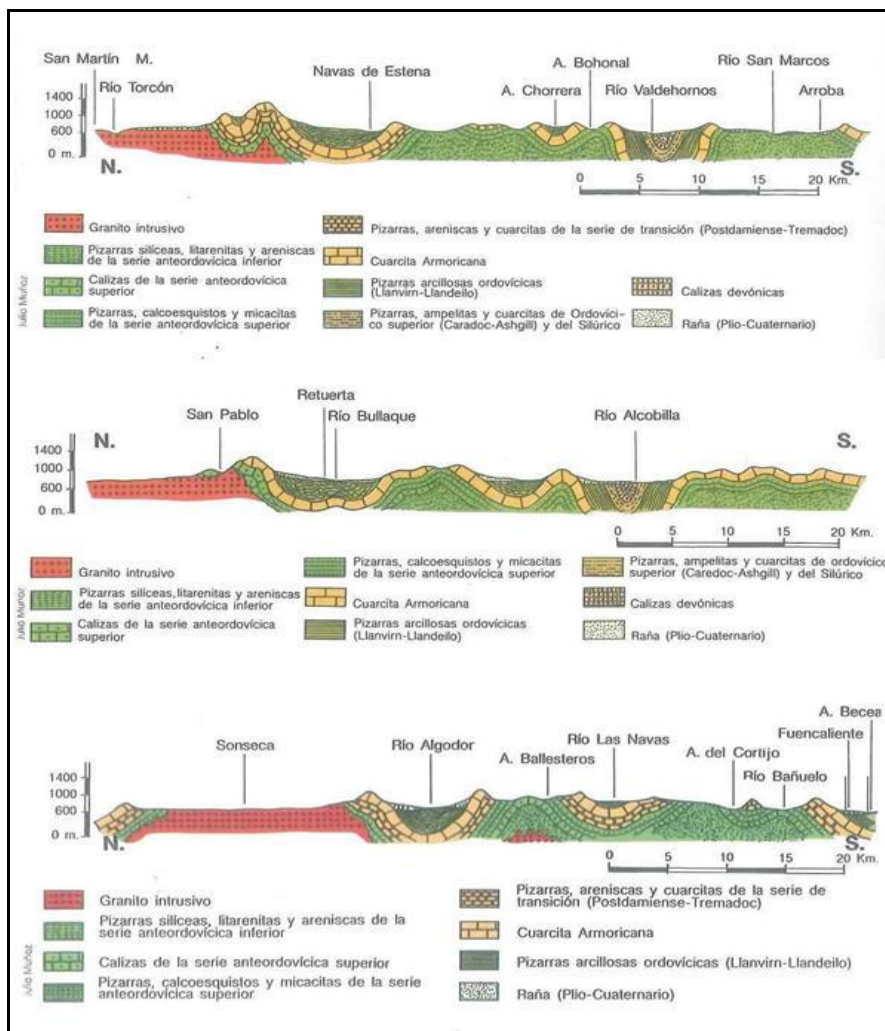 San Martín M.
Río Torcón
Navas de Estena
A. Bohonal
A. Chorrera
Río Valdehornos
Río San Marcos
Arroba
1400
1000
600
0 m.
N.
S.
0 5 10 15 20 Km.
Granito intrusivo
Pizarras silíceas, litarenitas y areniscas
de la serie anteordovícica inferior
Calizas de la serie anteordovícica
superior
Pizarras, calcoesquistos y micacitas
de la serie anteordovícica superior
Pizarras, areniscas y cuarcitas de la serie de transición (Postdamiense-Tremadoc)
Cuarcita Armoricana
Pizarras arcillosas ordovícicas
(Llanvirn-Llandeilo)
Pizarras, ampelitas y cuarcitas de Ordovíci-
co superior (Caradoc-Ashgill) y del Silúrico
Calizas devónicas
Raña (Plio-Cuaternario)
Julio Muñoz
N.
San Pablo
Retuerta
Río Bullaque
Río Alcobilla
S.
1400
1000
600
0 m.
0 5 10 15 20 Km.
Granito intrusivo
Pizarras silíceas, litarenitas y areniscas
de la serie anteordovícica inferior
Calizas de la serie anteordovícica
superior
Pizarras, calcoesquistos y micacitas
de la serie anteordovícica superior
Cuarcita Armoricana
Pizarras arcillosas ordovícicas
(Llanvirn-Llandeilo)
Pizarras, ampelitas y cuarcitas de ordovícico
superior (Caredoc-Ashgill) y del Silúrico
Calizas devónicas
Raña (Plio-Cuaternario)
Julio Muñoz
Sonseca
Río Algodor
A. Ballesteros
Río Las Navas
A. del Cortijo
Río Bañuelo
Fuencaliente
A. Becea
1400
1000
600
0 m.
N.
S.
0 5 10 15 20 Km.
Granito intrusivo
Pizarras silíceas, litarenitas y areniscas de la
serie anteordovícica inferior
Calizas de la serie anteordovícica superior
Pizarras, calcoesquistos y micacitas de la serie
anteordovícica superior
Pizarras, areniscas y cuarcitas de la serie de
transición (Postdamiense-Tremadoc)
Cuarcita Armoricana
Pizarras arcillosas ordovícicas (Llanvirn-Llandeilo)
Raña (Plio-Cuaternario)
Julio Muñoz